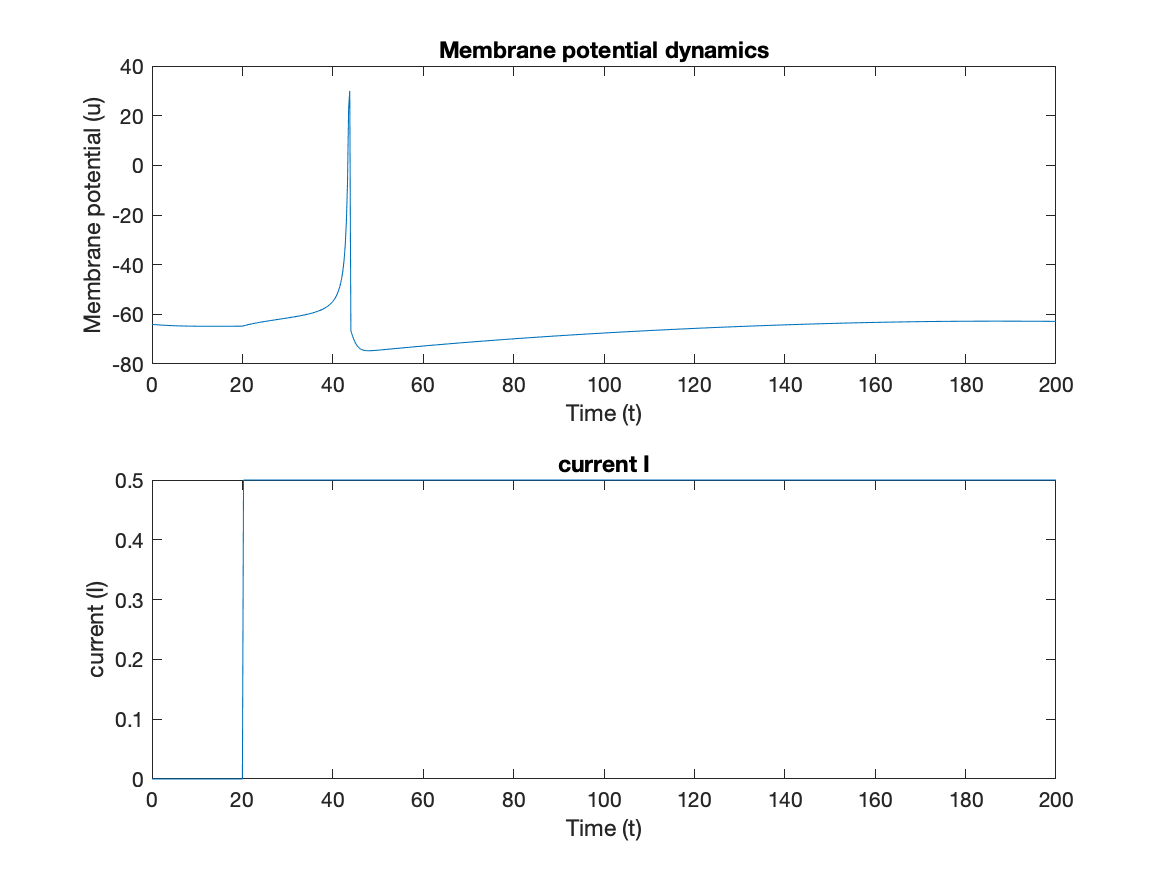 Membrane potential dynamics
Membrane potential (u)
40
20
0
-20
-40
-60
-80
0 20 40 60 80 100 120 140 160 180 200
Time (t)
current I
current (I)
0.5
0.4
0.3
0.2
0.1
0
0 20 40 60 80 100 120 140 160 180 200
Time (t)